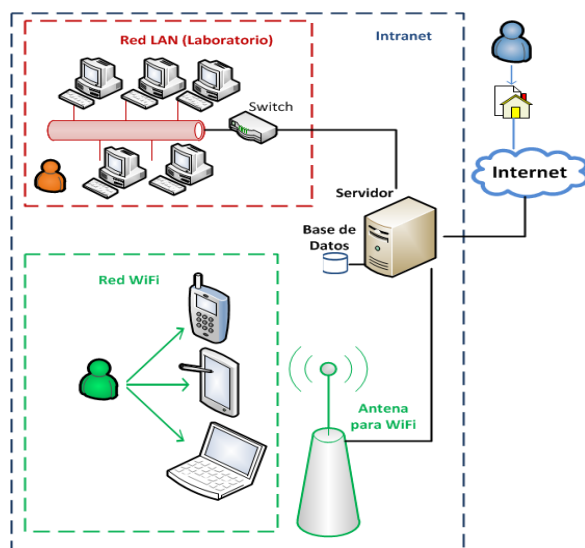 Red LAN (Laboratorio)
Intranet
Switch
Internet
Servidor
Base de
Datos
Red WiFi
Antena
para WiFi